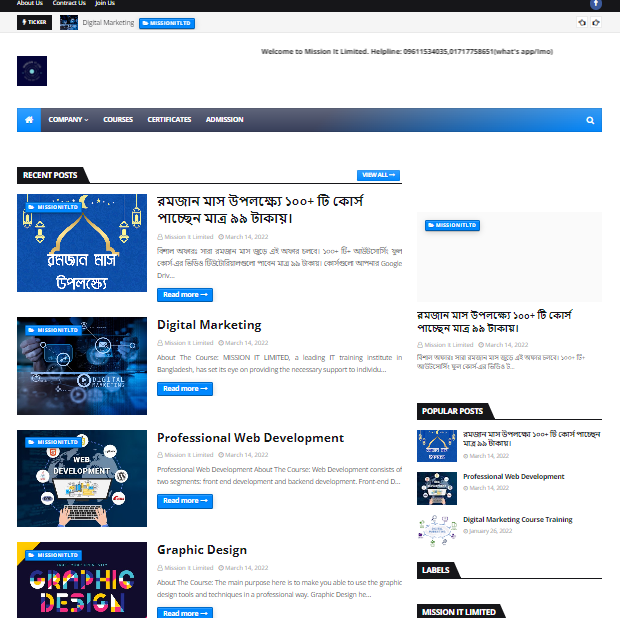 About Us Contact Us Join Us
TICKER Digital Marketing MISSIONITLTD
Welcome to Mission It Limited. Helpline: 09611534035,01717758651(what's app/Imo)
COMPANY COURSES CERTIFICATES ADMISSION
RECENT POSTS VIEW ALL
MISSIONITLTD
রমজান মাস
উপলক্ষ্যে
রমজান মাস উপলক্ষ্যে ১০০+ টি কোর্স
পাচ্ছেন মাত্র ৯৯ টাকায়।
Mission it Limited March 14, 2022
বিশাল অফারঃ সারা রমজান মাস জুড়ে এই অফার চলবে। ১০০+ টি+ আউটসোর্সিং ফুল
কোর্স এর ভিডিও টিউটোরিয়ালগুলো পাবেন মাত্র ৯৯ টাকায়। কোর্সগুলো আপনার Google
Driv...
Read more
MISSIONITLTD
DIGITAL
MARKETING
Digital Marketing
Mission it Limited March 14, 2022
About The Course: MISSION IT LIMITED, a leading IT training institute in
Bangladesh, has set its eye on providing the necessary support to individu...
Read more
MISSIONITLTD
WEB
DEVELOPMENT
Professional Web Development
Mission it Limited March 14, 2022
Professional Web Development About The Course: Web Development consists of
two segments: front end development and backend development. Front-end D...
Read more
MISSIONITLTD
GRAPHIC
DESIGN
Graphic Design
Mission it Limited March 14, 2022
About The Course: The main purpose here is to make you able to use the graphic
design tools and techniques in a professional way. Graphic Design he...
Read more
MISSIONITLTD
রমজান মাস উপলক্ষ্যে ১০০+ টি কোর্স
পাচ্ছেন মাত্র ৯৯ টাকায়।
Mission it Limited March 14, 2022
বিশাল অফারঃ সারা রমজান মাস জুড়ে এই অফার চলবে। ১০০+ টি+
আউটসোর্সিং ফুল কোর্স এর ভিডিও ট...
POPULAR POSTS
রমজান মাস উপলক্ষ্যে ১০০+ টি কোর্স পাচ্ছেন
মাত্র ৯৯ টাকায়।
March 14, 2022
Professional Web Development
March 14, 2022
Digital Marketing Course Training
January 26, 2022
LABELS
MISSION IT LIMITED